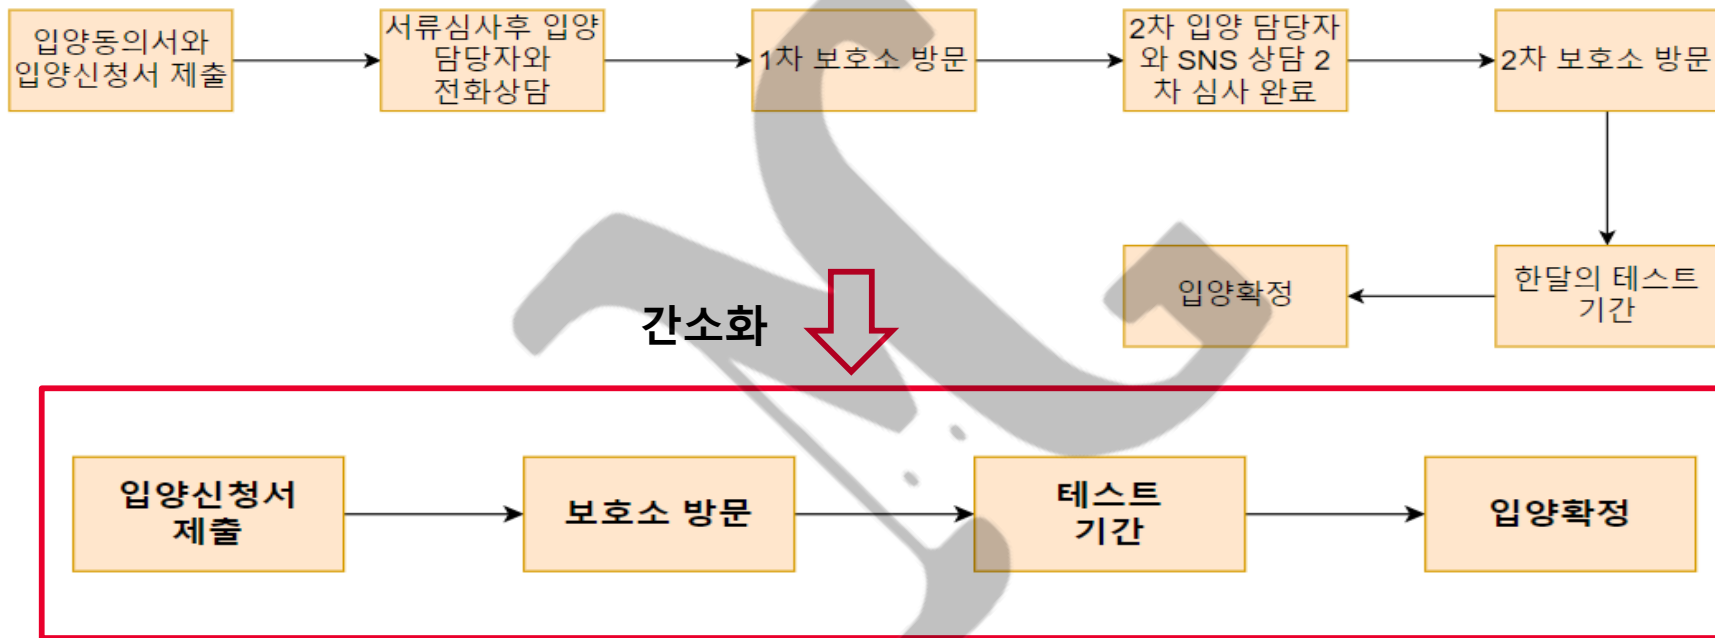 입양동의서와
입양신청서 제출
서류심사후 입양
담당자와
전화상담
1차 보호소 방문
2차 입양 담당자
와 SNS 상담 2
차 심사 완료
2차 보호소 방문
한달의 테스트
기간
입양확정
간소화
입양신청서
제출
보호소 방문
테스트
기간
입양확정